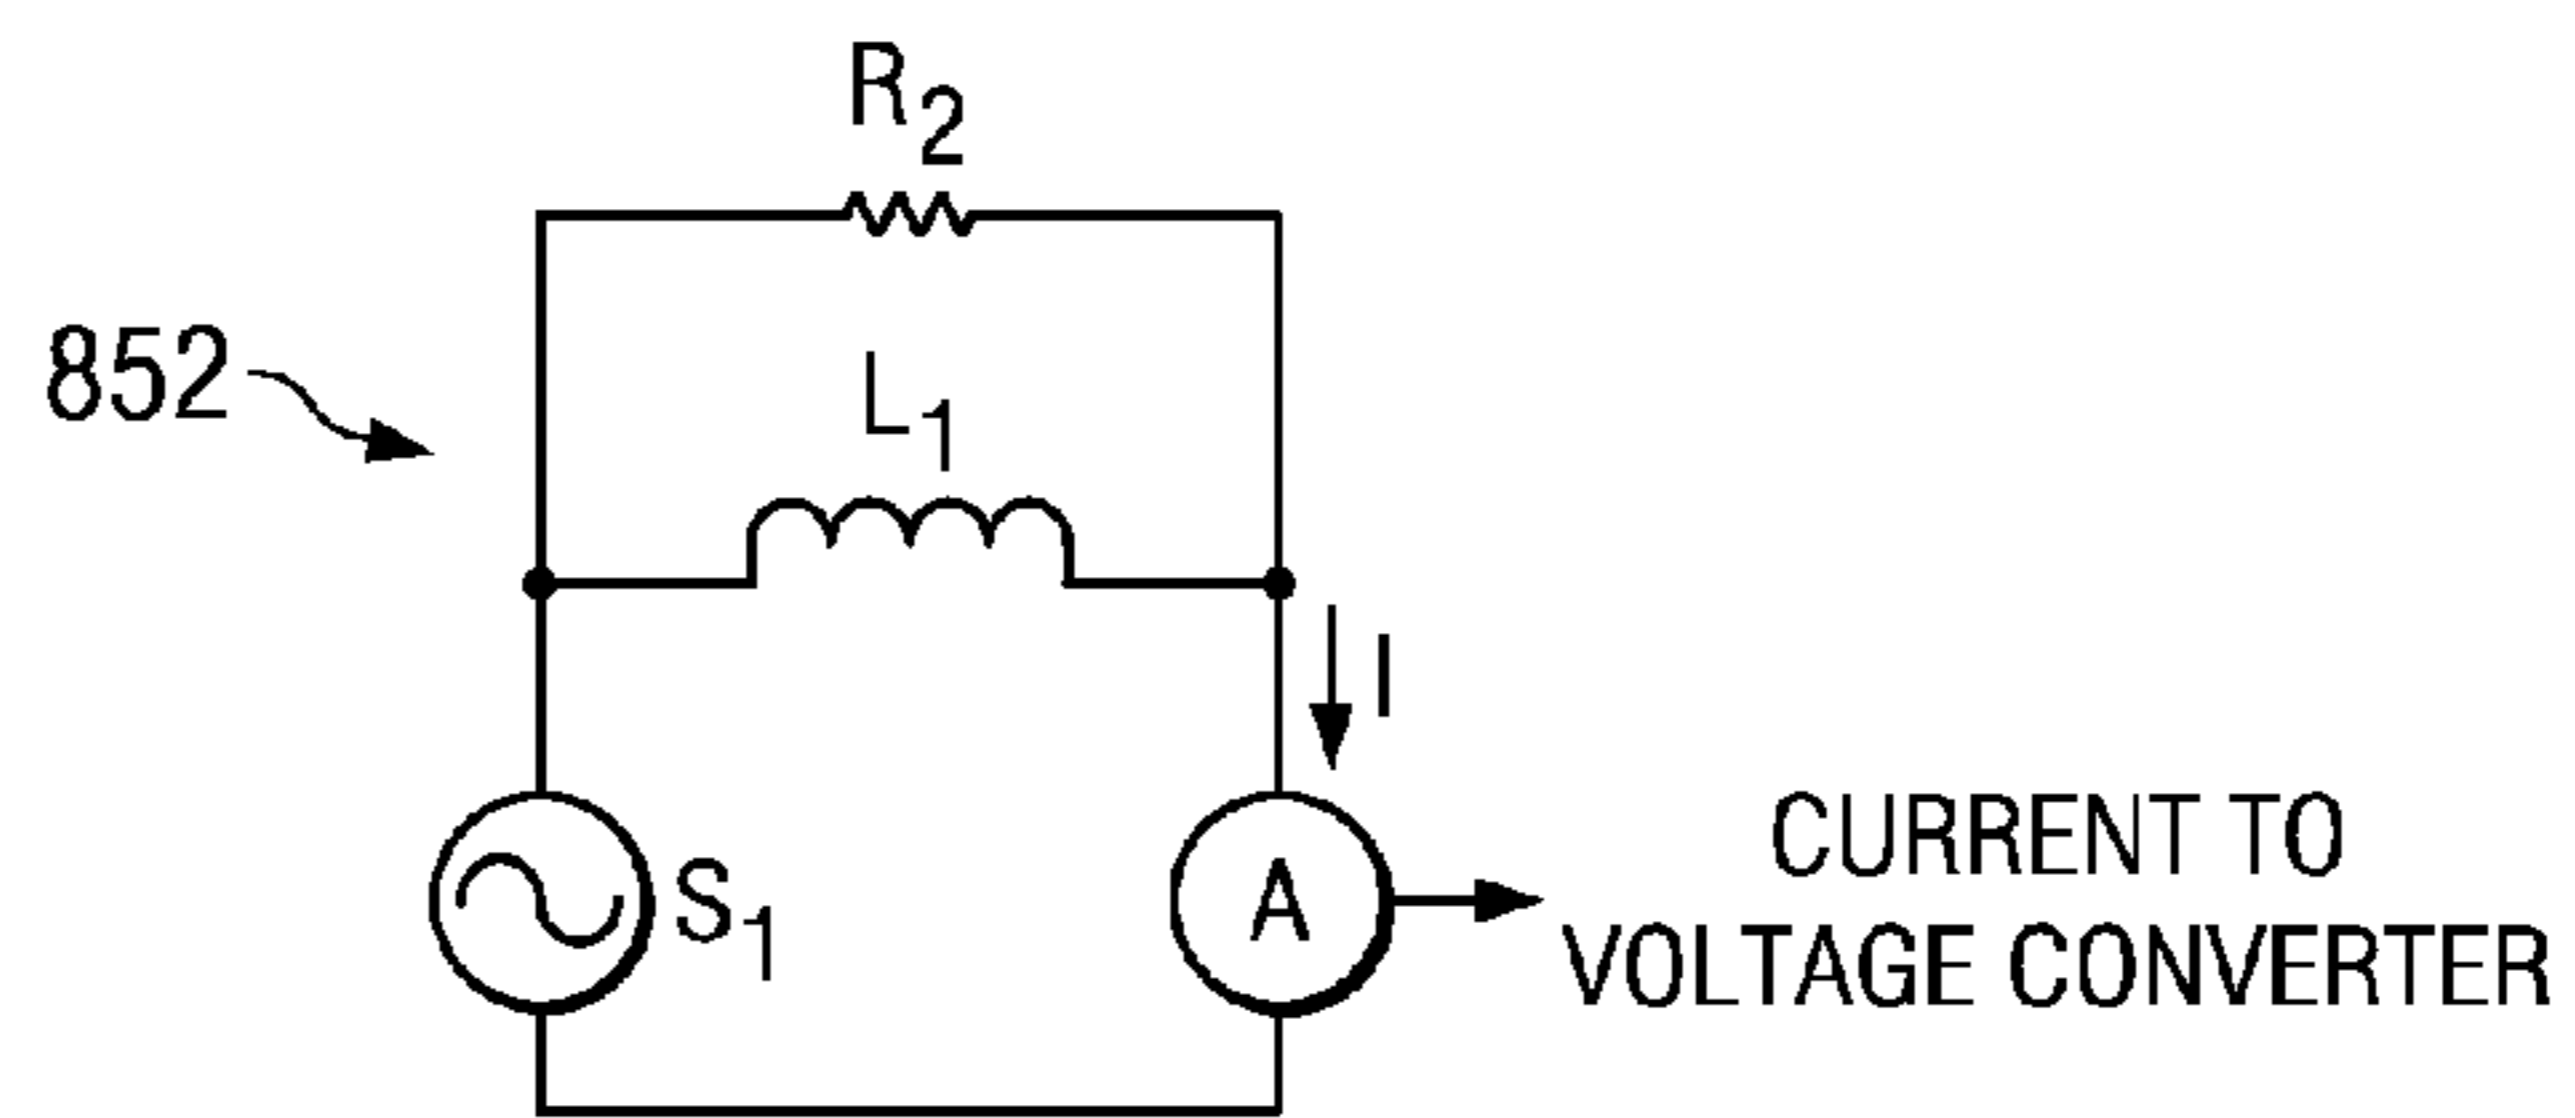 R2
852
L1
I
S1
A
CURRENT TO
VOLTAGE CONVERTER